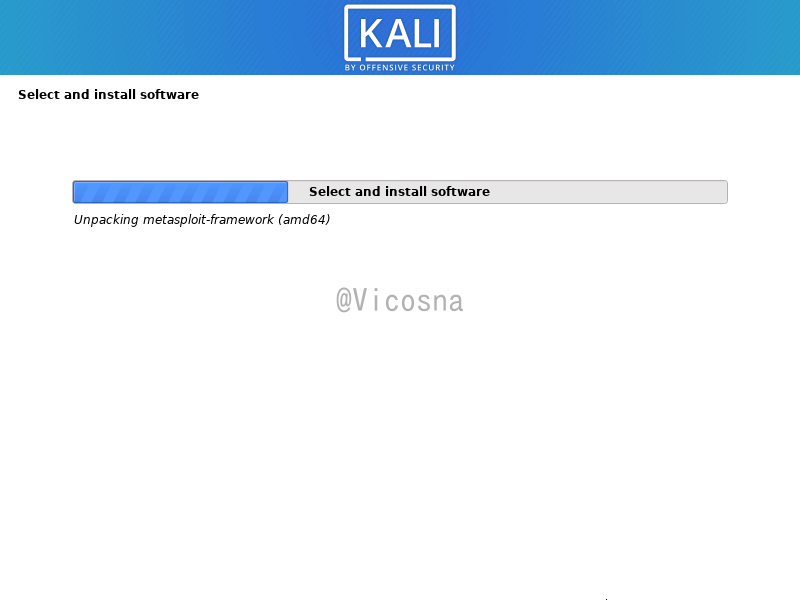 KALI
BY OFFENSIVE SECURITY
Select and install software
Select and install software
Unpacking metasploit-framework (amd64)
@Vicosna